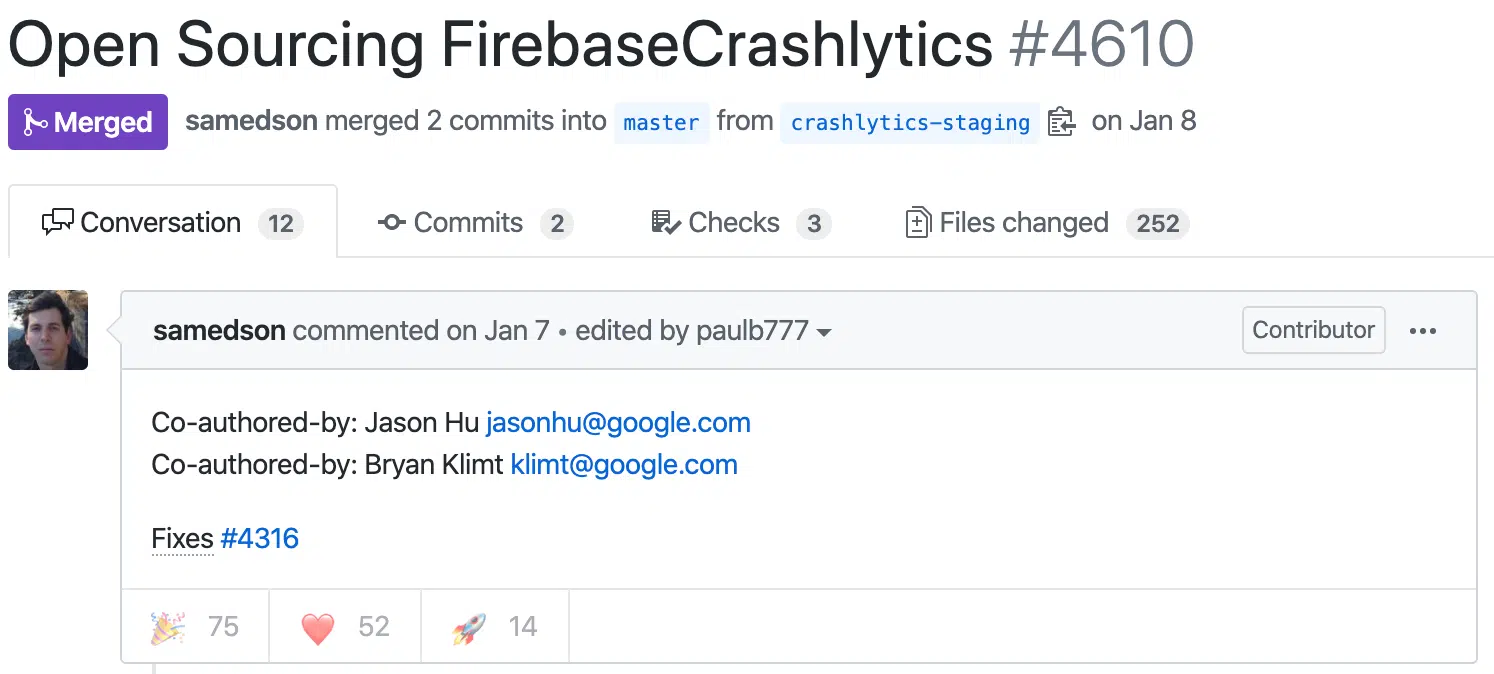 Open Sourcing FirebaseCrashlytics #4610
Merged samedson merged 2 commits into master from crashlytics-staging on Jan 8
Conversation 12 Commits 2 Checks 3 Files changed 252
samedson commented on Jan 7 • edited by paulb777 Contributor
Co-authored-by: Jason Hu jasonhu@google.com
Co-authored-by: Bryan Klimt klimt@google.com
Fixes #4316
75 52 14